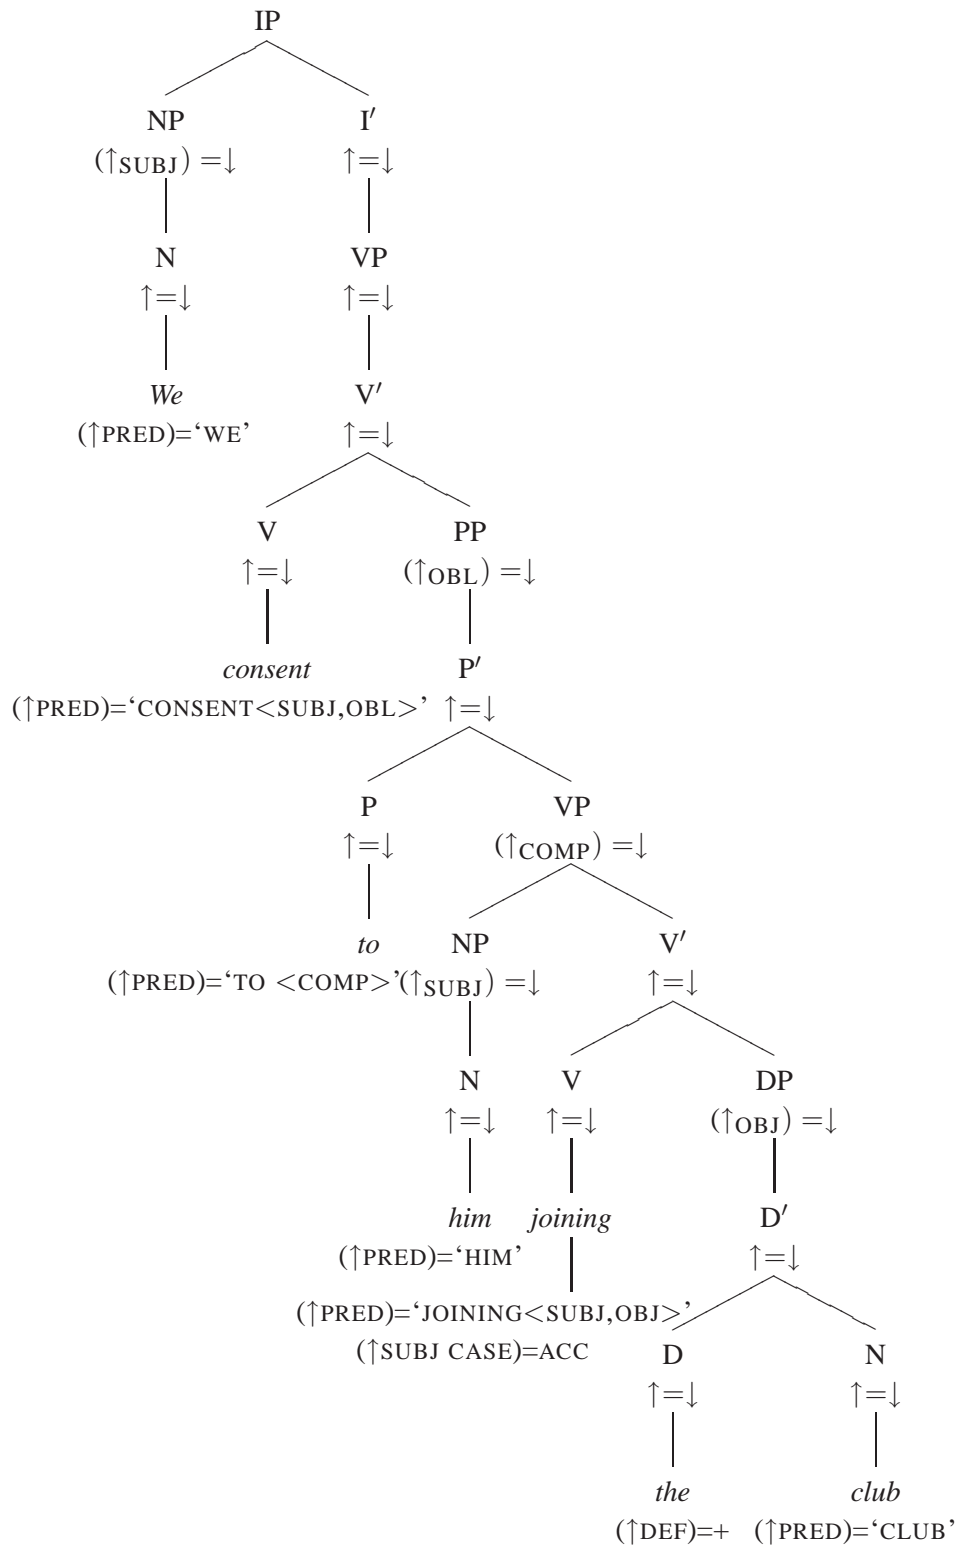 IP
NP I′
(↑SUBJ) =↓ ↑=↓
N VP
↑=↓ ↑=↓
We V′
(↑PRED)=‘WE’ ↑=↓
V PP
↑=↓ (↑OBL) =↓
consent P′
(↑PRED)=‘CONSENT<SUBJ,OBL>’ ↑=↓
P VP
↑=↓ (↑COMP) =↓
to NP V′
(↑PRED)=‘TO <COMP>’ (↑SUBJ) =↓ ↑=↓
N V DP
↑=↓ ↑=↓ (↑OBJ) =↓
him joining D′
(↑PRED)=‘HIM’ ↑=↓
(↑PRED)=‘JOINING<SUBJ,OBJ>’
(↑SUBJ CASE)=ACC D N
↑=↓ ↑=↓
the club
(↑DEF)=+ (↑PRED)=‘CLUB’